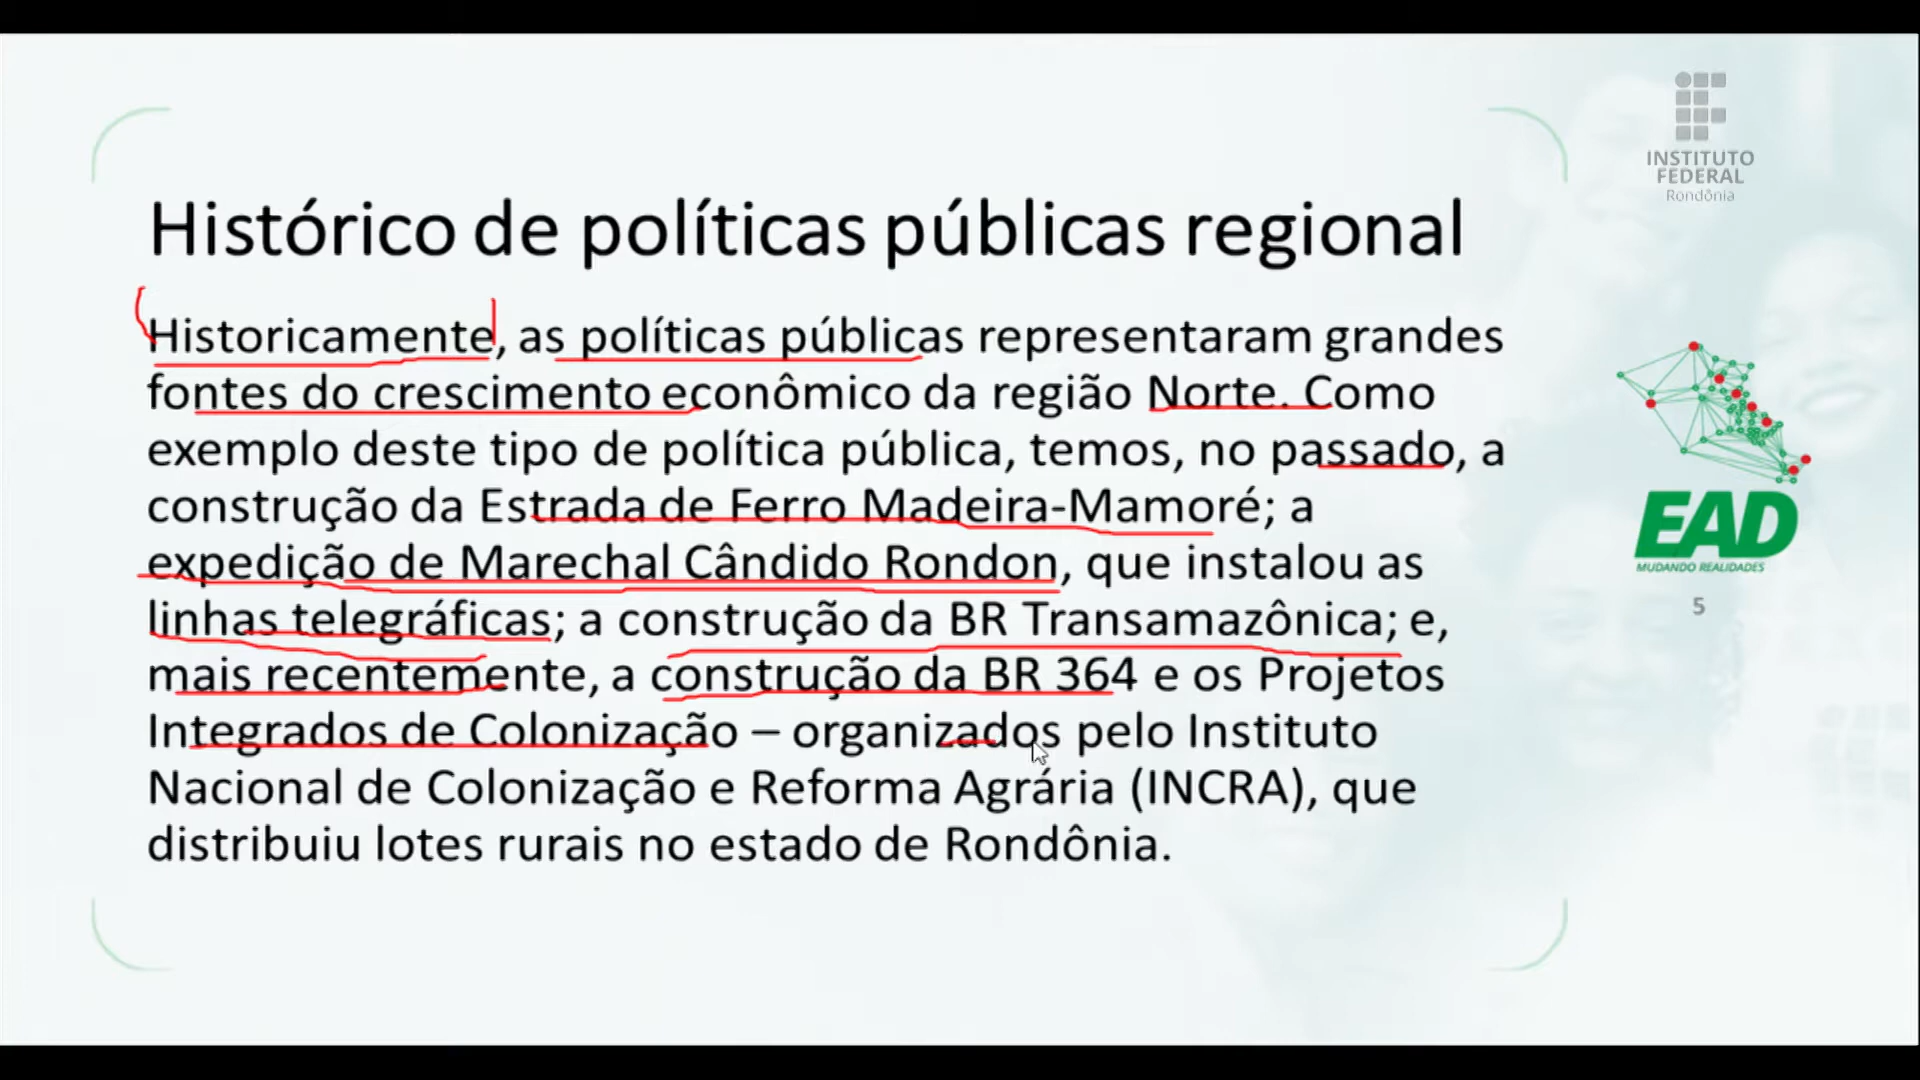 INSTITUTO
FEDERAL
Rondônia
Histórico de políticas públicas regional
Historicamente, as políticas públicas representaram grandes
fontes do crescimento econômico da região Norte. Como
exemplo deste tipo de política pública, temos, no passado, a
construção da Estrada de Ferro Madeira-Mamoré; a
expedição de Marechal Cândido Rondon, que instalou as
linhas telegráficas; a construção da BR Transamazônica; e,
mais recentemente, a construção da BR 364 e os Projetos
Integrados de Colonização – organizados pelo Instituto
Nacional de Colonização e Reforma Agrária (INCRA), que
distribuiu lotes rurais no estado de Rondônia.
EAD
MUDANDO REALIDADES
5